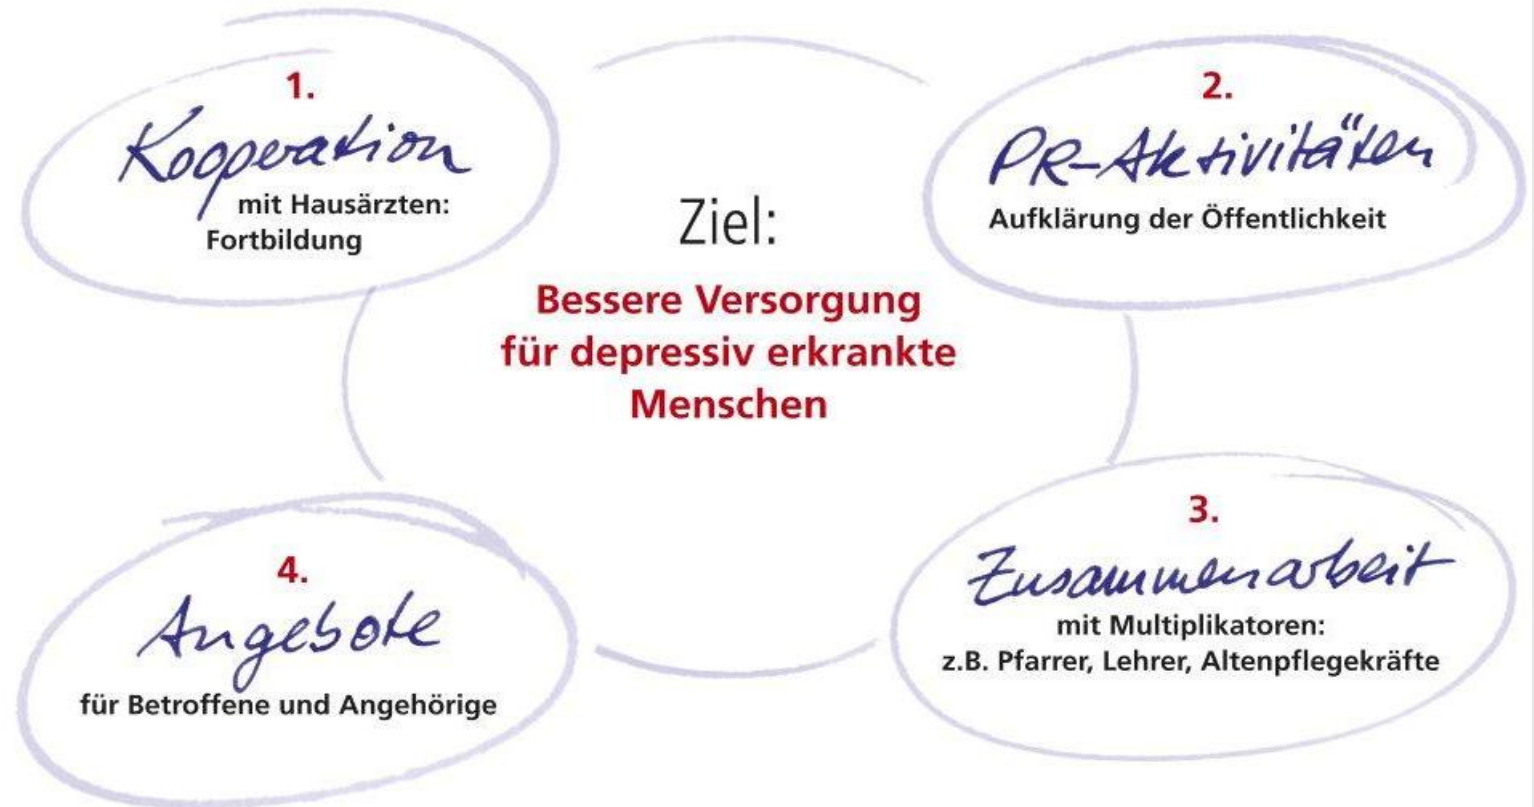 1.
Kooperation
mit Hausärzten:
Fortbildung
2.
PR-Aktivitäten
Aufklärung der Öffentlichkeit
Ziel:
Bessere Versorgung
für depressiv erkrankte
Menschen
3.
Zusammenarbeit
mit Multiplikatoren:
z.B. Pfarrer, Lehrer, Altenpflegekräfte
4.
Angebote
für Betroffene und Angehörige